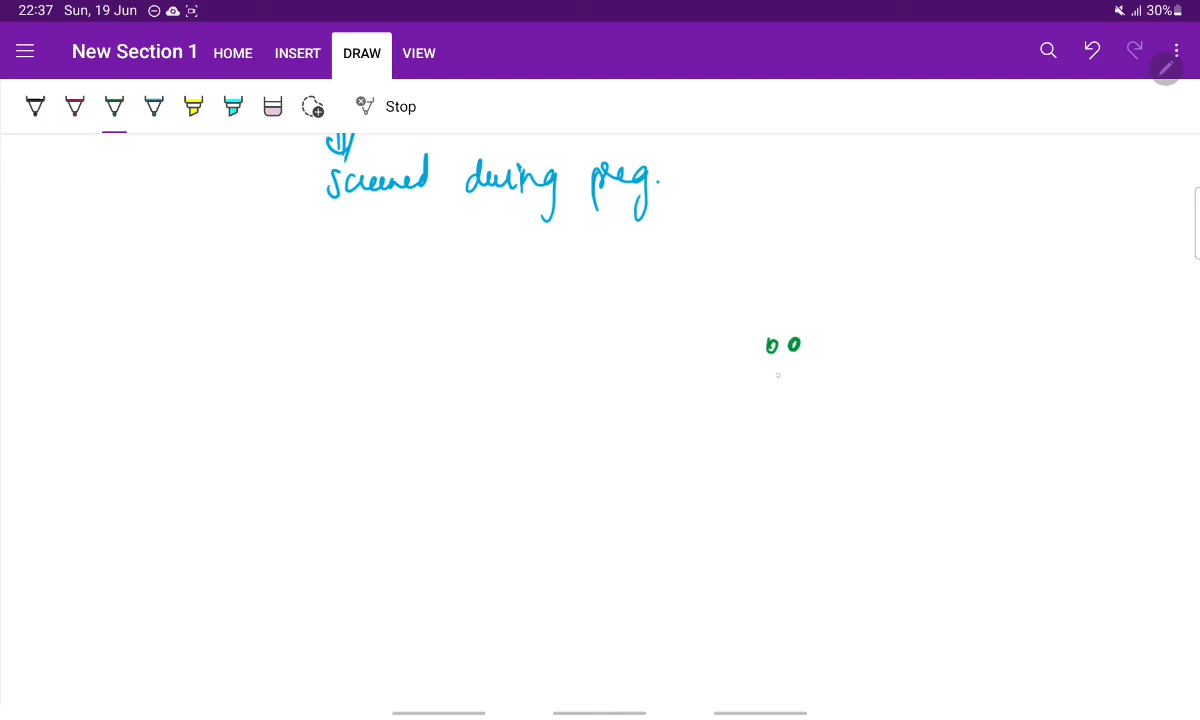 22:37 Sun, 19 Jun 30%
New Section 1 HOME INSERT DRAW VIEW
Stop
screened during preg.